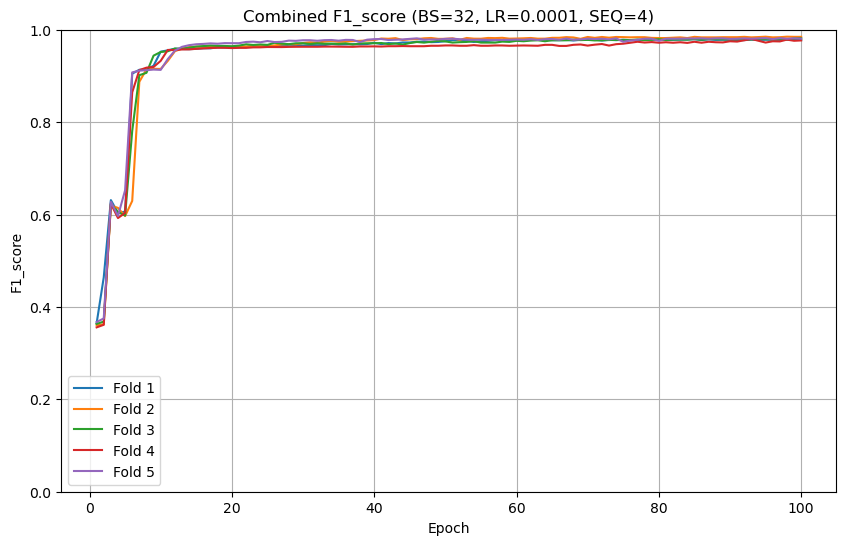 Combined F1_score (BS=32, LR=0.0001, SEQ=4)
1.0
0.8
0.6
0.4
0.2
0.0
F1_score
Fold 1
Fold 2
Fold 3
Fold 4
Fold 5
0 20 40 60 80 100
Epoch